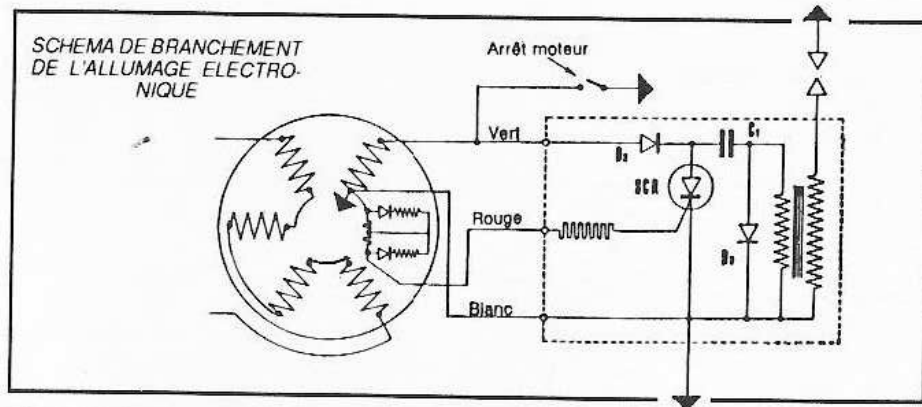 SCHEMA DE BRANCHEMENT
DE L'ALLUMAGE ELECTRO-
NIQUE
Arrêt moteur
Vert
Rouge
Blanc
D₂
C₁
SCR